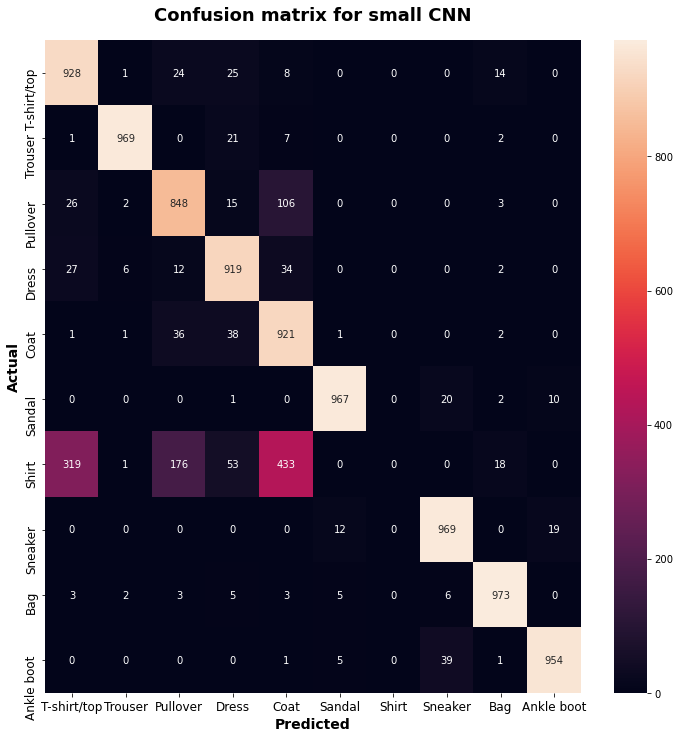 Confusion matrix for small CNN
Actual
T-shirt/top 928 1 24 25 8 0 0 0 14 0
Trouser 1 969 0 21 7 0 0 0 2 0
Pullover 26 2 848 15 106 0 0 0 3 0
Dress 27 6 12 919 34 0 0 0 2 0
Coat 1 1 36 38 921 1 0 0 2 0
Sandal 0 0 0 1 0 967 0 20 2 10
Shirt 319 1 176 53 433 0 0 0 18 0
Sneaker 0 0 0 0 0 12 0 969 0 19
Bag 3 2 3 5 3 5 0 6 973 0
Ankle boot 0 0 0 0 1 5 0 39 1 954
T-shirt/top Trouser Pullover Dress Coat Sandal Shirt Sneaker Bag Ankle boot
Predicted
800
600
400
200
0